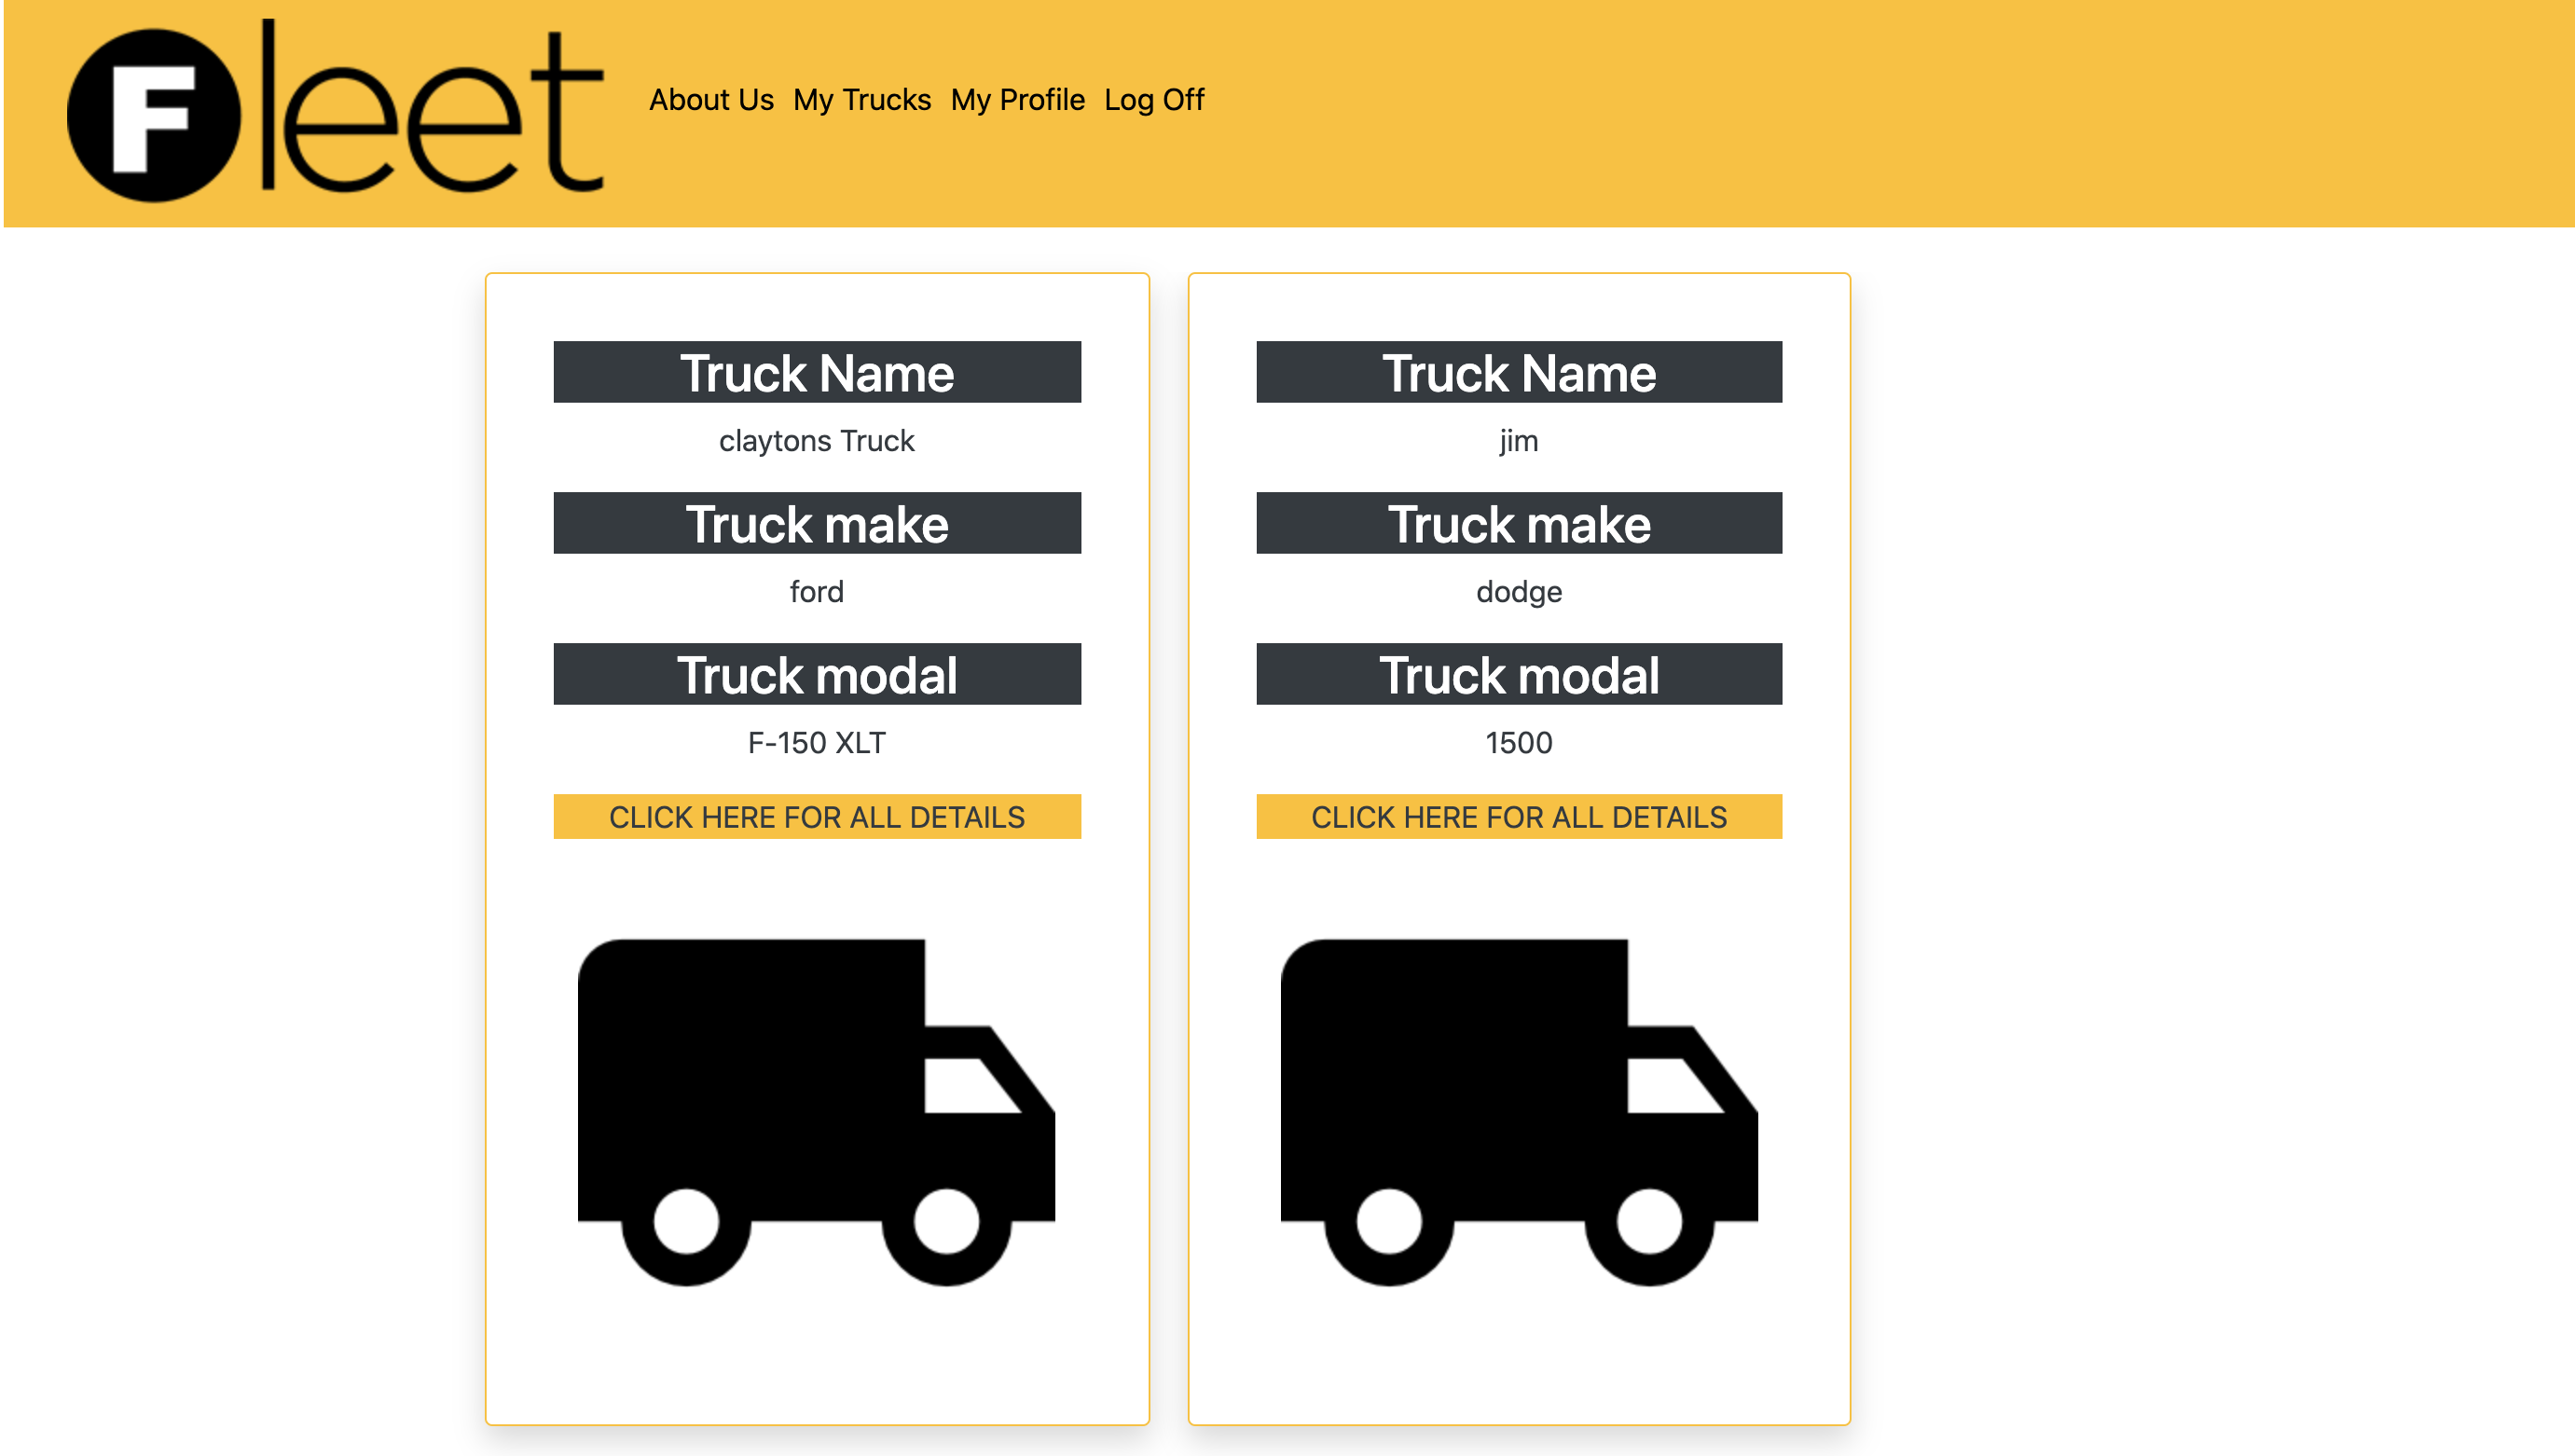 Fleet
About Us My Trucks My Profile Log Off
Truck Name
claytons Truck
Truck make
ford
Truck modal
F-150 XLT
CLICK HERE FOR ALL DETAILS
Truck Name
jim
Truck make
dodge
Truck modal
1500
CLICK HERE FOR ALL DETAILS